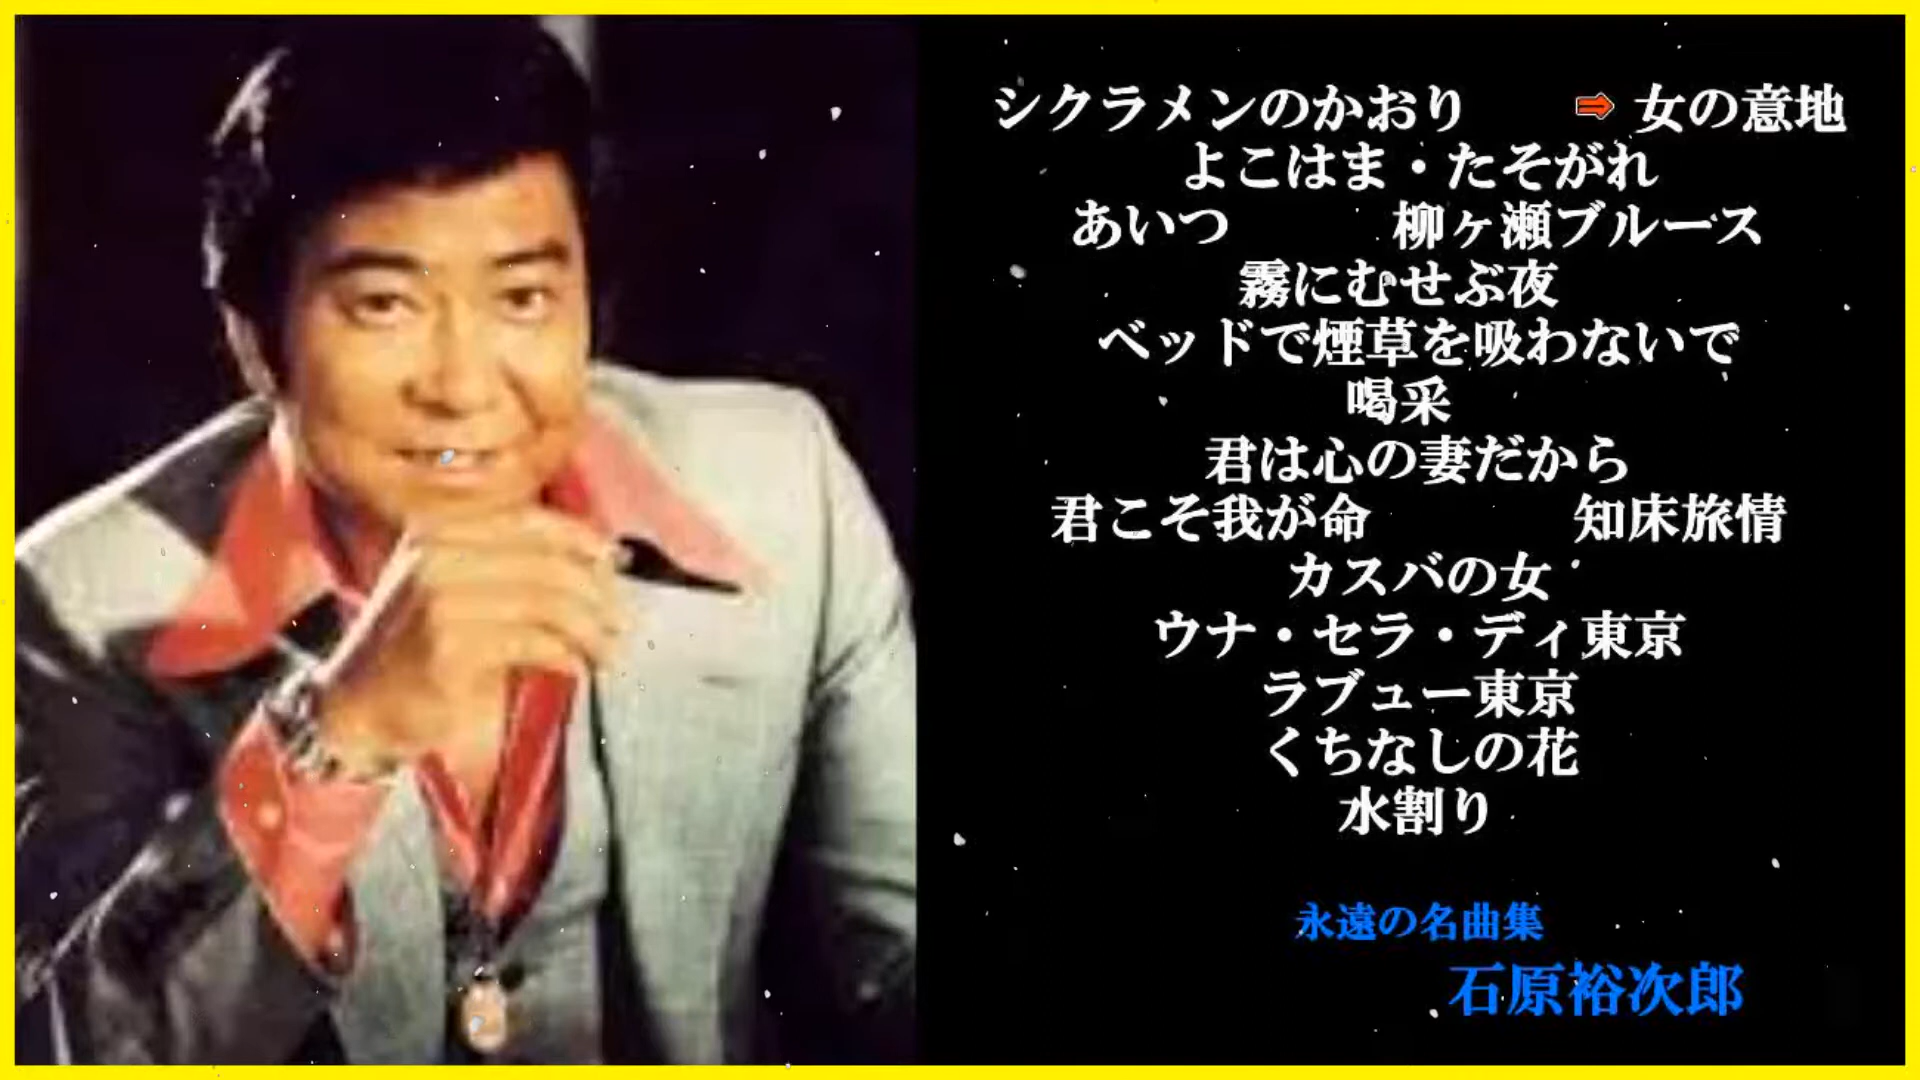 シクラメンのかおり ⇨ 女の意地
よこはま・たそがれ
あいつ 柳ヶ瀬ブルース
霧にむせぶ夜
ベッドで煙草を吸わないで
喝采
君は心の妻だから
君こそ我が命 知床旅情
カスバの女
ウナ・セラ・ディ東京
ラブユー東京
くちなしの花
水割り
永遠の名曲集
石原裕次郎